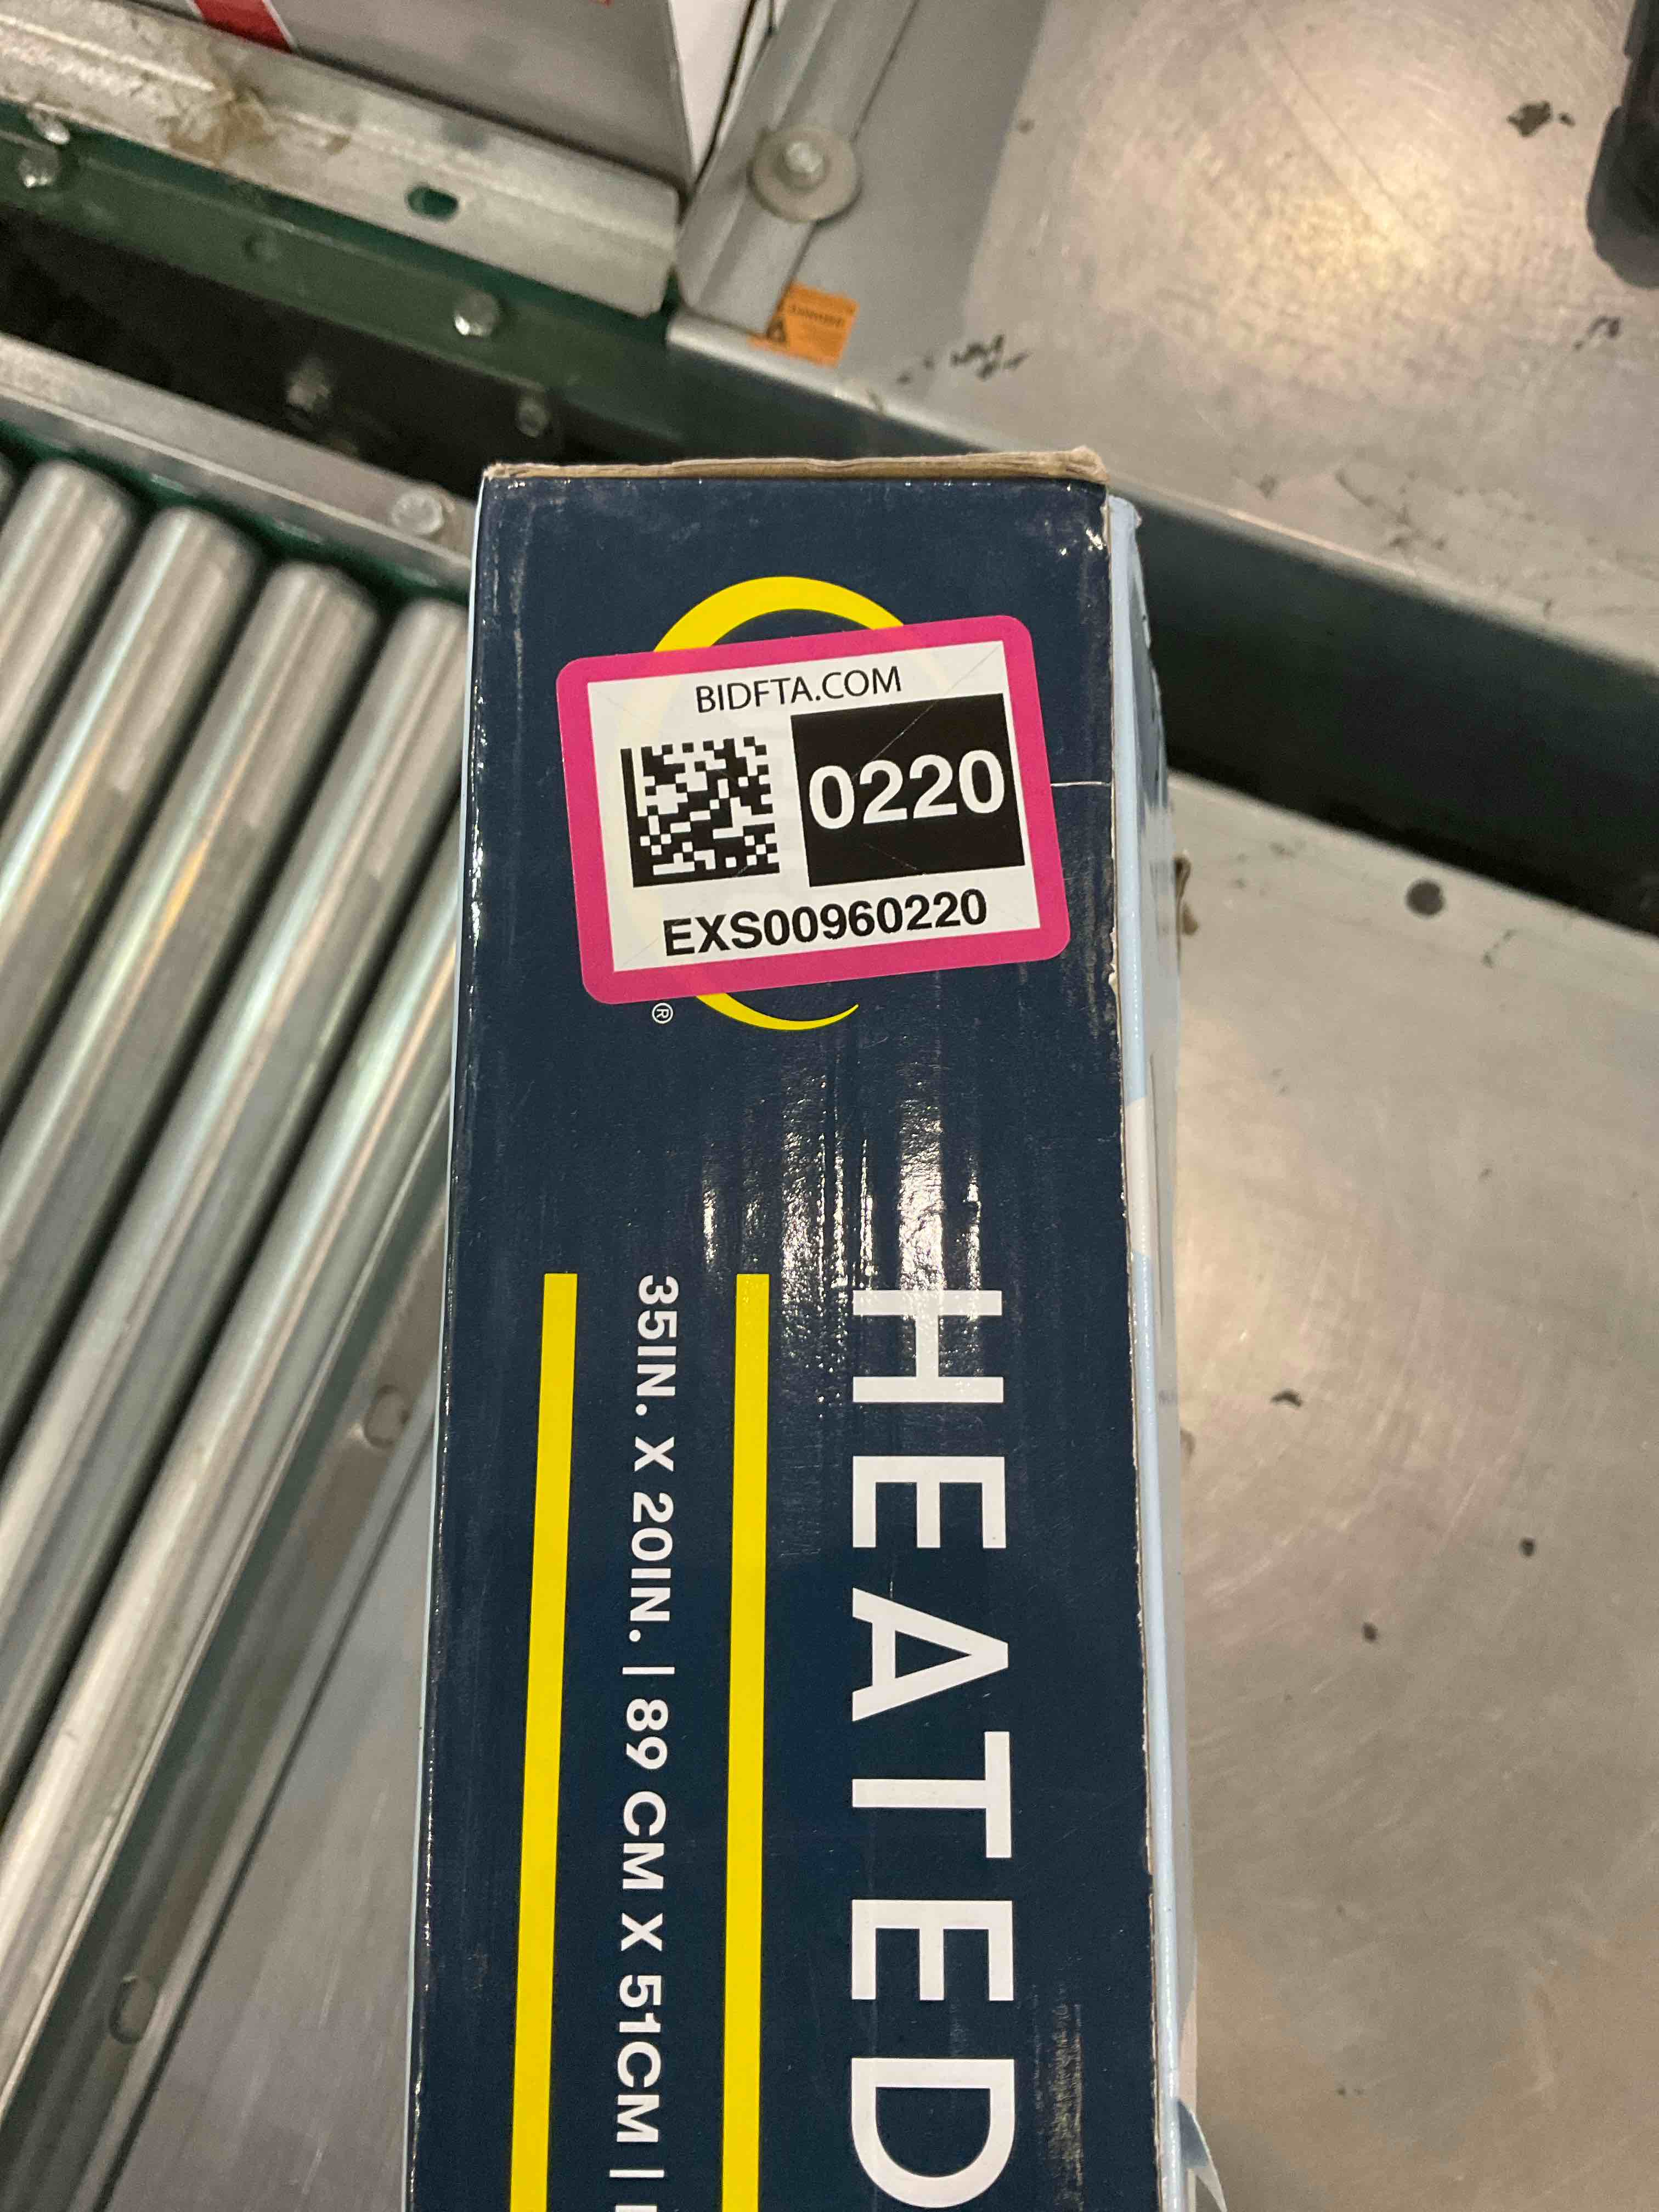 BIDFTA.COM
0220
EXS00960220
®
HEATED
35IN. X 20IN. | 89 CM X 51CM |